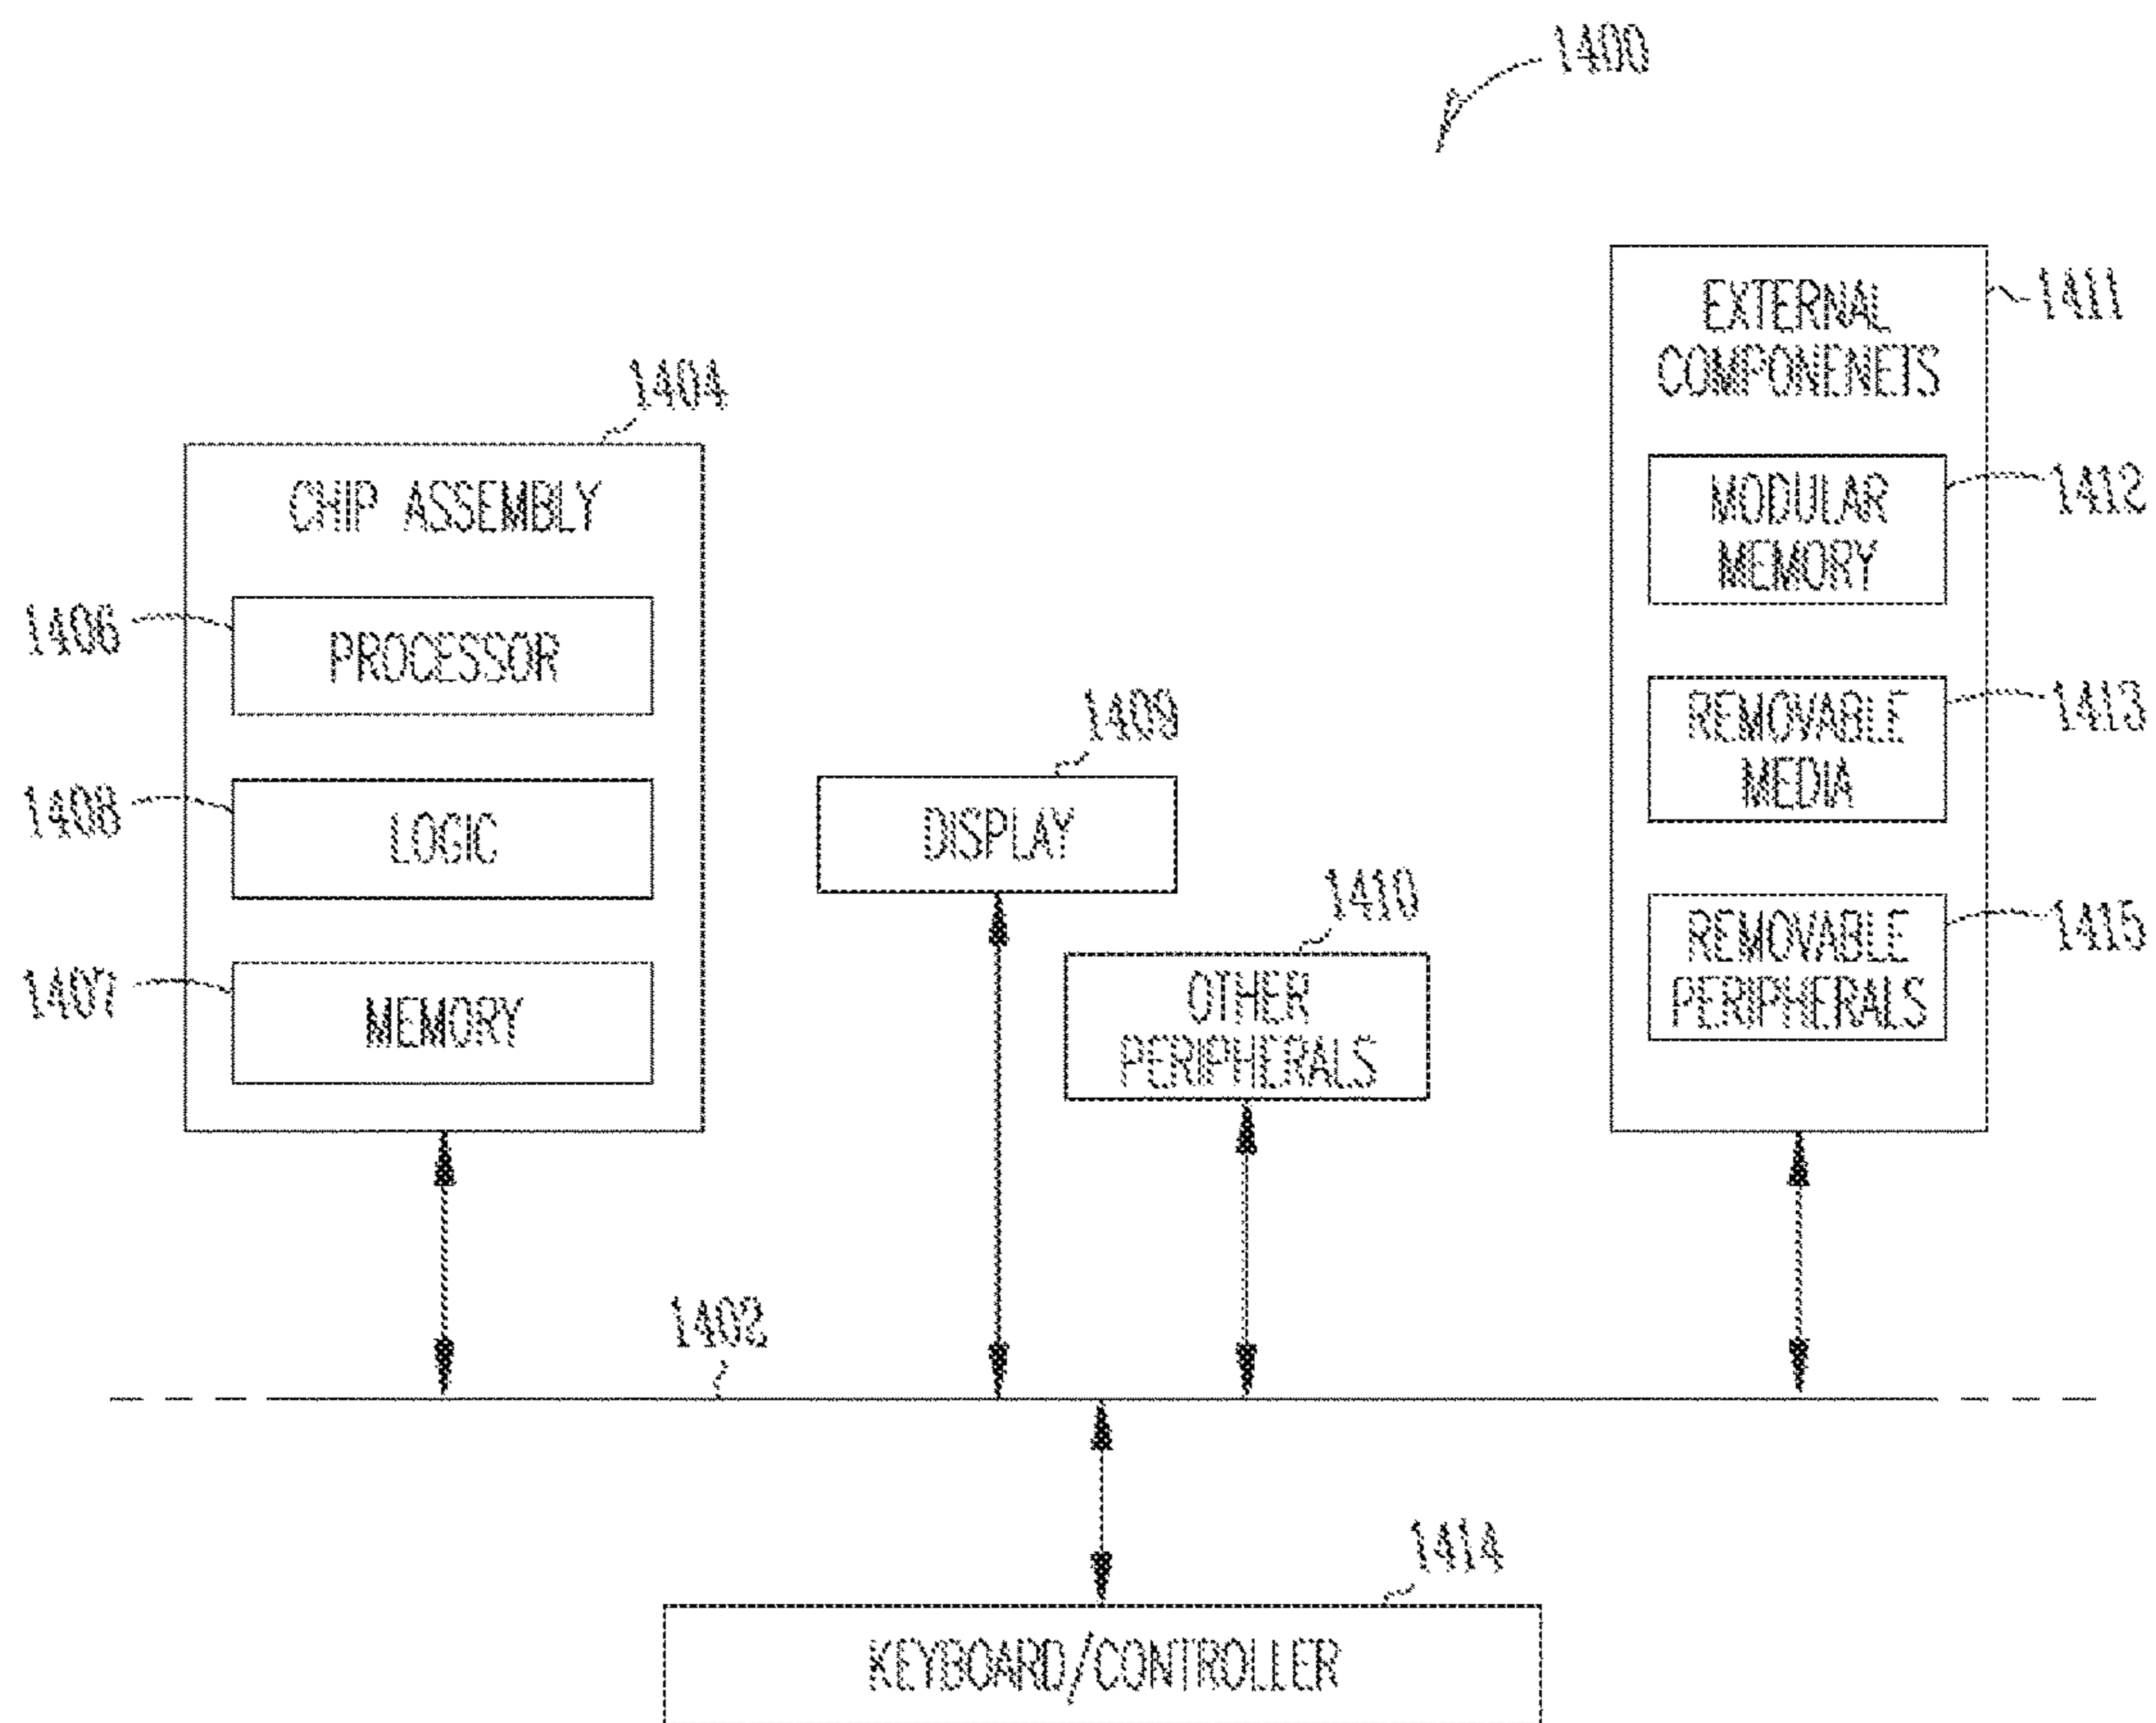 1400
EXTERNAL
COMPONENETS
1411
1404
CHIP ASSEMBLY
MODULAR
MEMORY
1412
1406
PROCESSOR
1409
REMOVABLE
MEDIA
1413
1408
LOGIC
DISPLAY
1410
REMOVABLE
PERIPHERALS
1415
1407
MEMORY
OTHER
PERIPHERALS
1402
1414
KEYBOARD/CONTROLLER